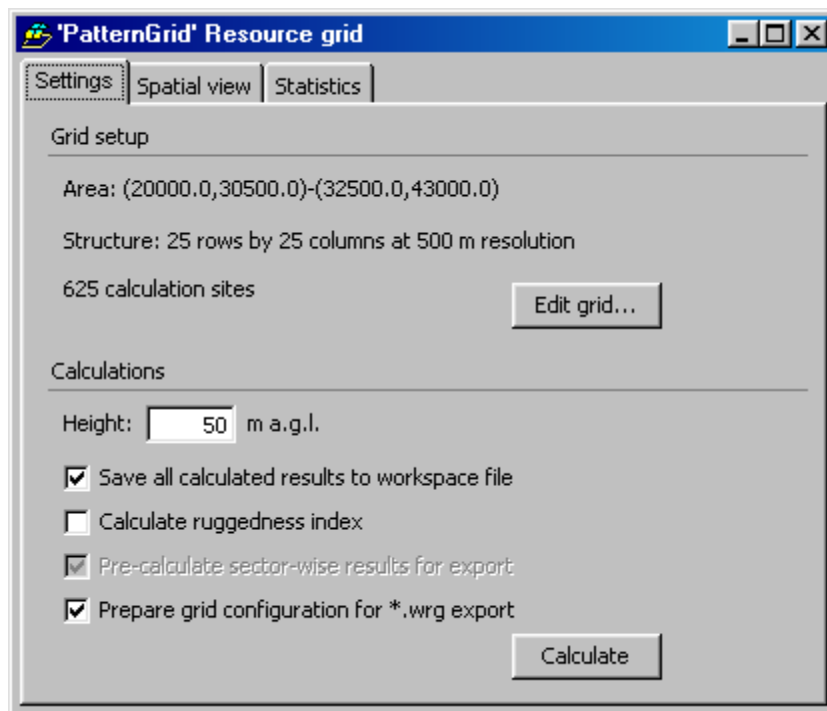 'PatternGrid' Resource grid
Settings Spatial view Statistics
Grid setup
Area: (20000.0,30500.0)-(32500.0,43000.0)
Structure: 25 rows by 25 columns at 500 m resolution
625 calculation sites
Edit grid...
Calculations
Height: 50 m a.g.l.
Save all calculated results to workspace file
Calculate ruggedness index
Pre-calculate sector-wise results for export
Prepare grid configuration for *.wrg export
Calculate